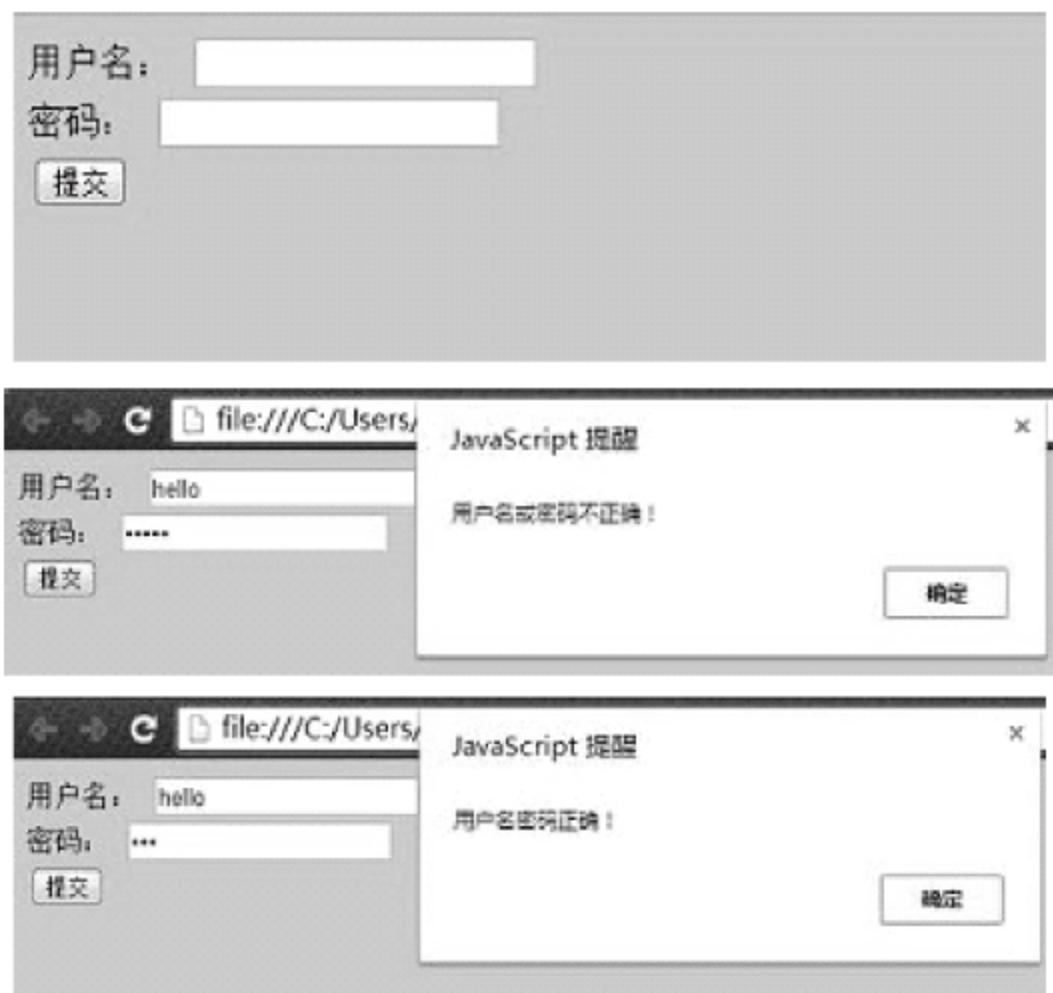 用户名：
密码：
提交
file:///C:/Users/
JavaScript 提醒
用户名： hello
用户名或密码不正确！
密码： •••••
提交
确定
file:///C:/Users/
JavaScript 提醒
用户名： hello
用户名密码正确！
密码： •••
提交
确定